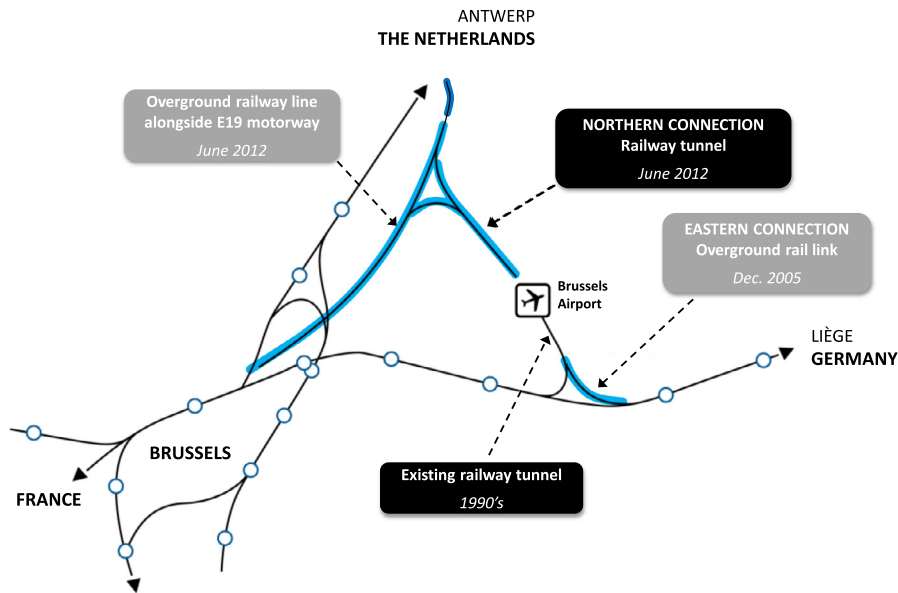 ANTWERP
THE NETHERLANDS
Overground railway line
alongside E19 motorway
June 2012
NORTHERN CONNECTION
Railway tunnel
June 2012
EASTERN CONNECTION
Overground rail link
Dec. 2005
Brussels
Airport
LIÈGE
GERMANY
BRUSSELS
FRANCE
Existing railway tunnel
1990's